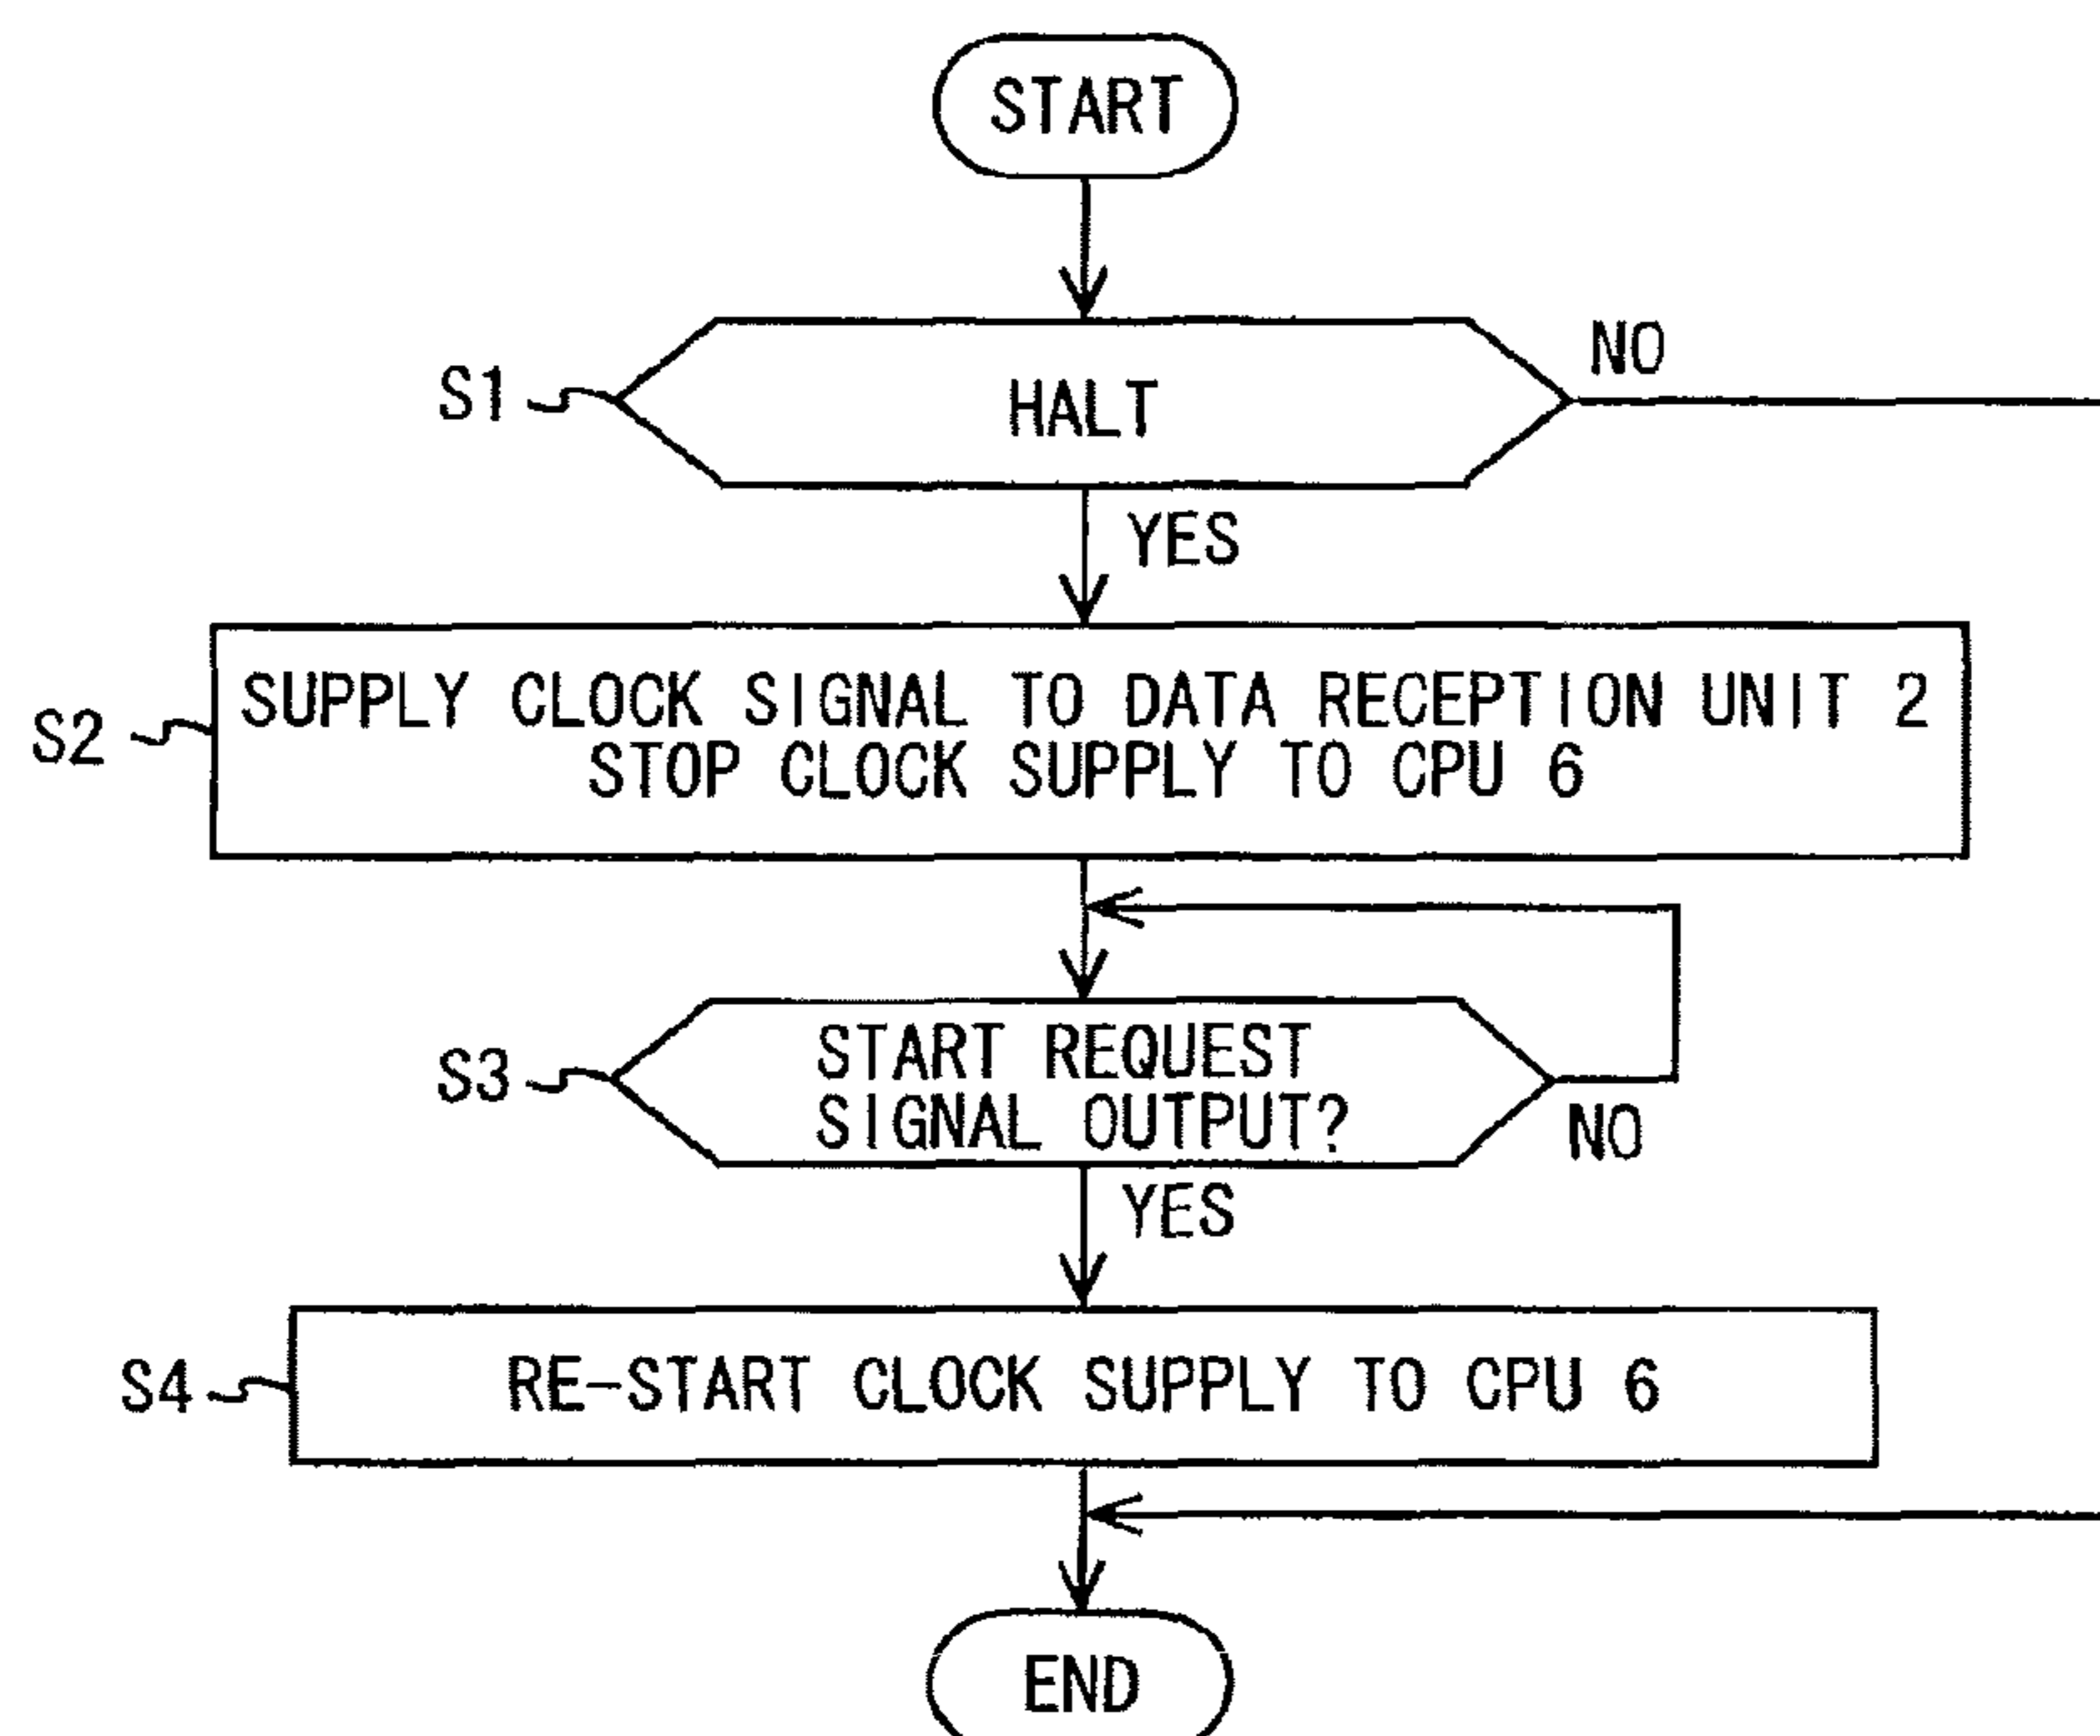 START
S1
HALT
NO
YES
S2
SUPPLY CLOCK SIGNAL TO DATA RECEPTION UNIT 2
STOP CLOCK SUPPLY TO CPU 6
S3
START REQUEST
SIGNAL OUTPUT?
NO
YES
S4
RE-START CLOCK SUPPLY TO CPU 6
END